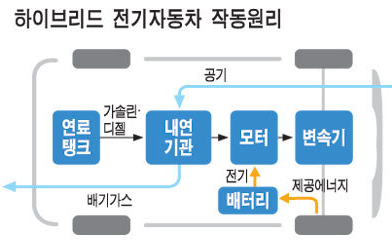 하이브리드 전기자동차 작동원리
공기
연료
탱크
가솔린·
디젤
내연
기관
모터
변속기
전기
배터리
제공에너지
배기가스